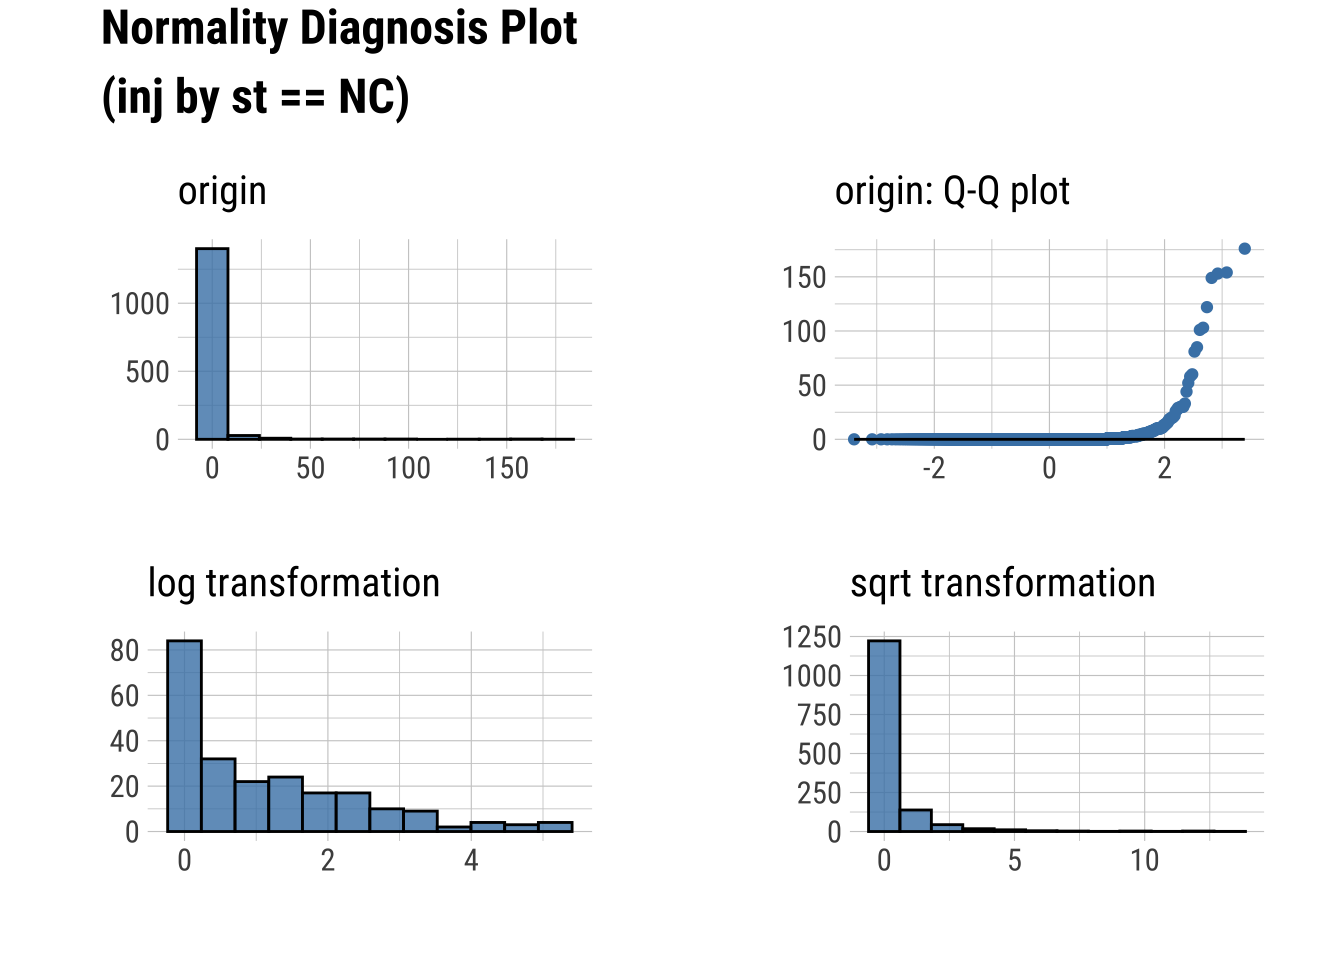 Normality Diagnosis Plot
(inj by st == NC)
origin
1000
500
0
0 50 100 150
origin: Q-Q plot
150
100
50
0
-2 0 2
log transformation
80
60
40
20
0
0 2 4
sqrt transformation
1250
1000
750
500
250
0
0 5 10